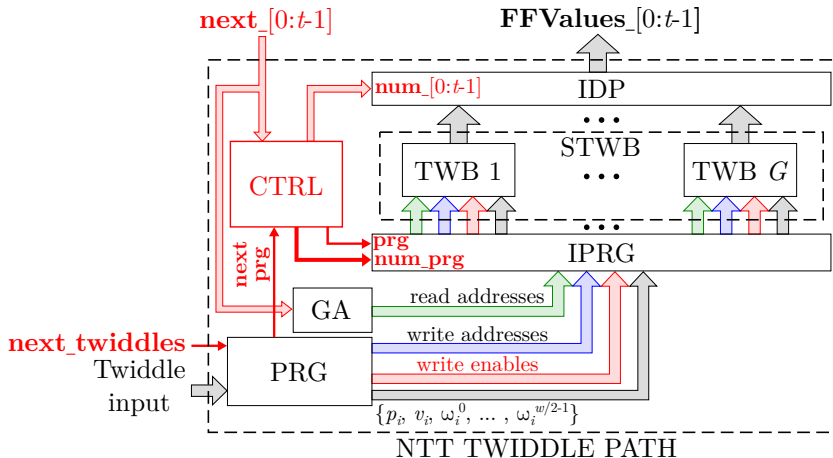 next_[0:t-1]
FFValues_[0:t-1]
num_[0:t-1]
IDP
STWB
TWB 1
TWB G
CTRL
next
prg
prg
num_prg
IPRG
GA
read addresses
write addresses
next_twiddles
Twiddle
input
PRG
write enables
{p_i, v_i, ω_i^0, ... , ω_i^{w/2-1}}
NTT TWIDDLE PATH